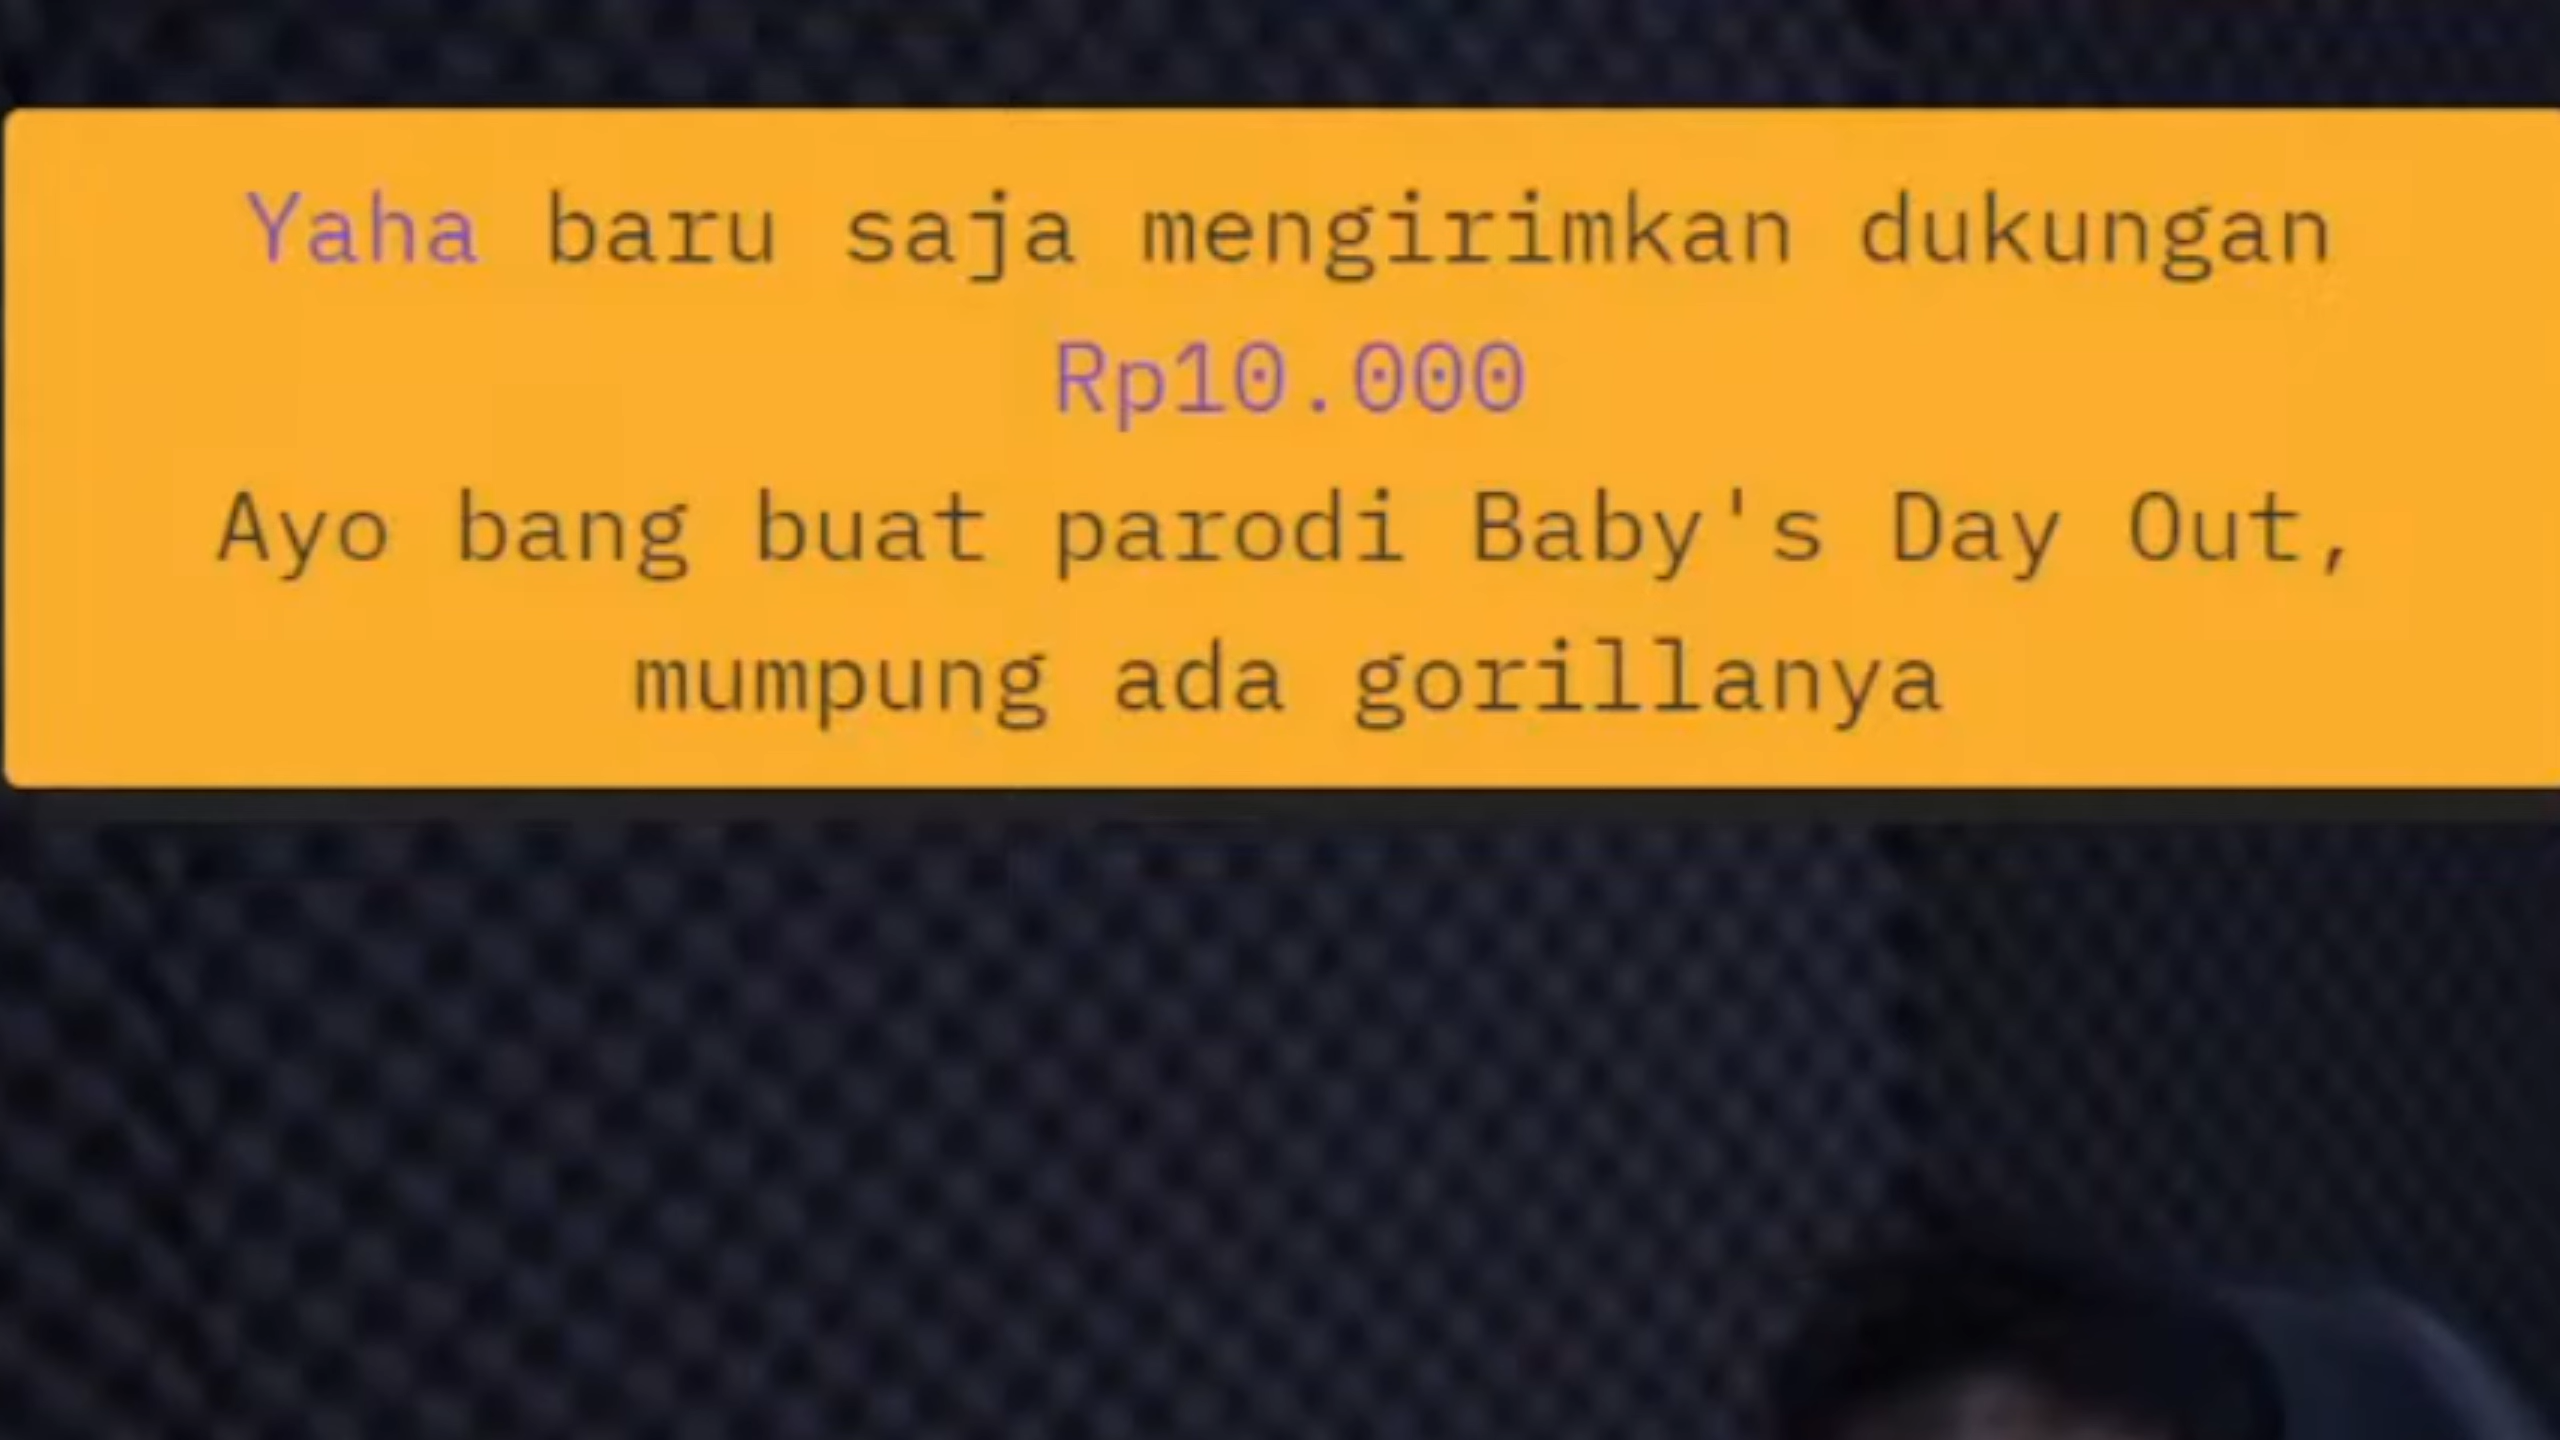 Yaha baru saja mengirimkan dukungan
Rp10.000
Ayo bang buat parodi Baby's Day Out,
mumpung ada gorillanya